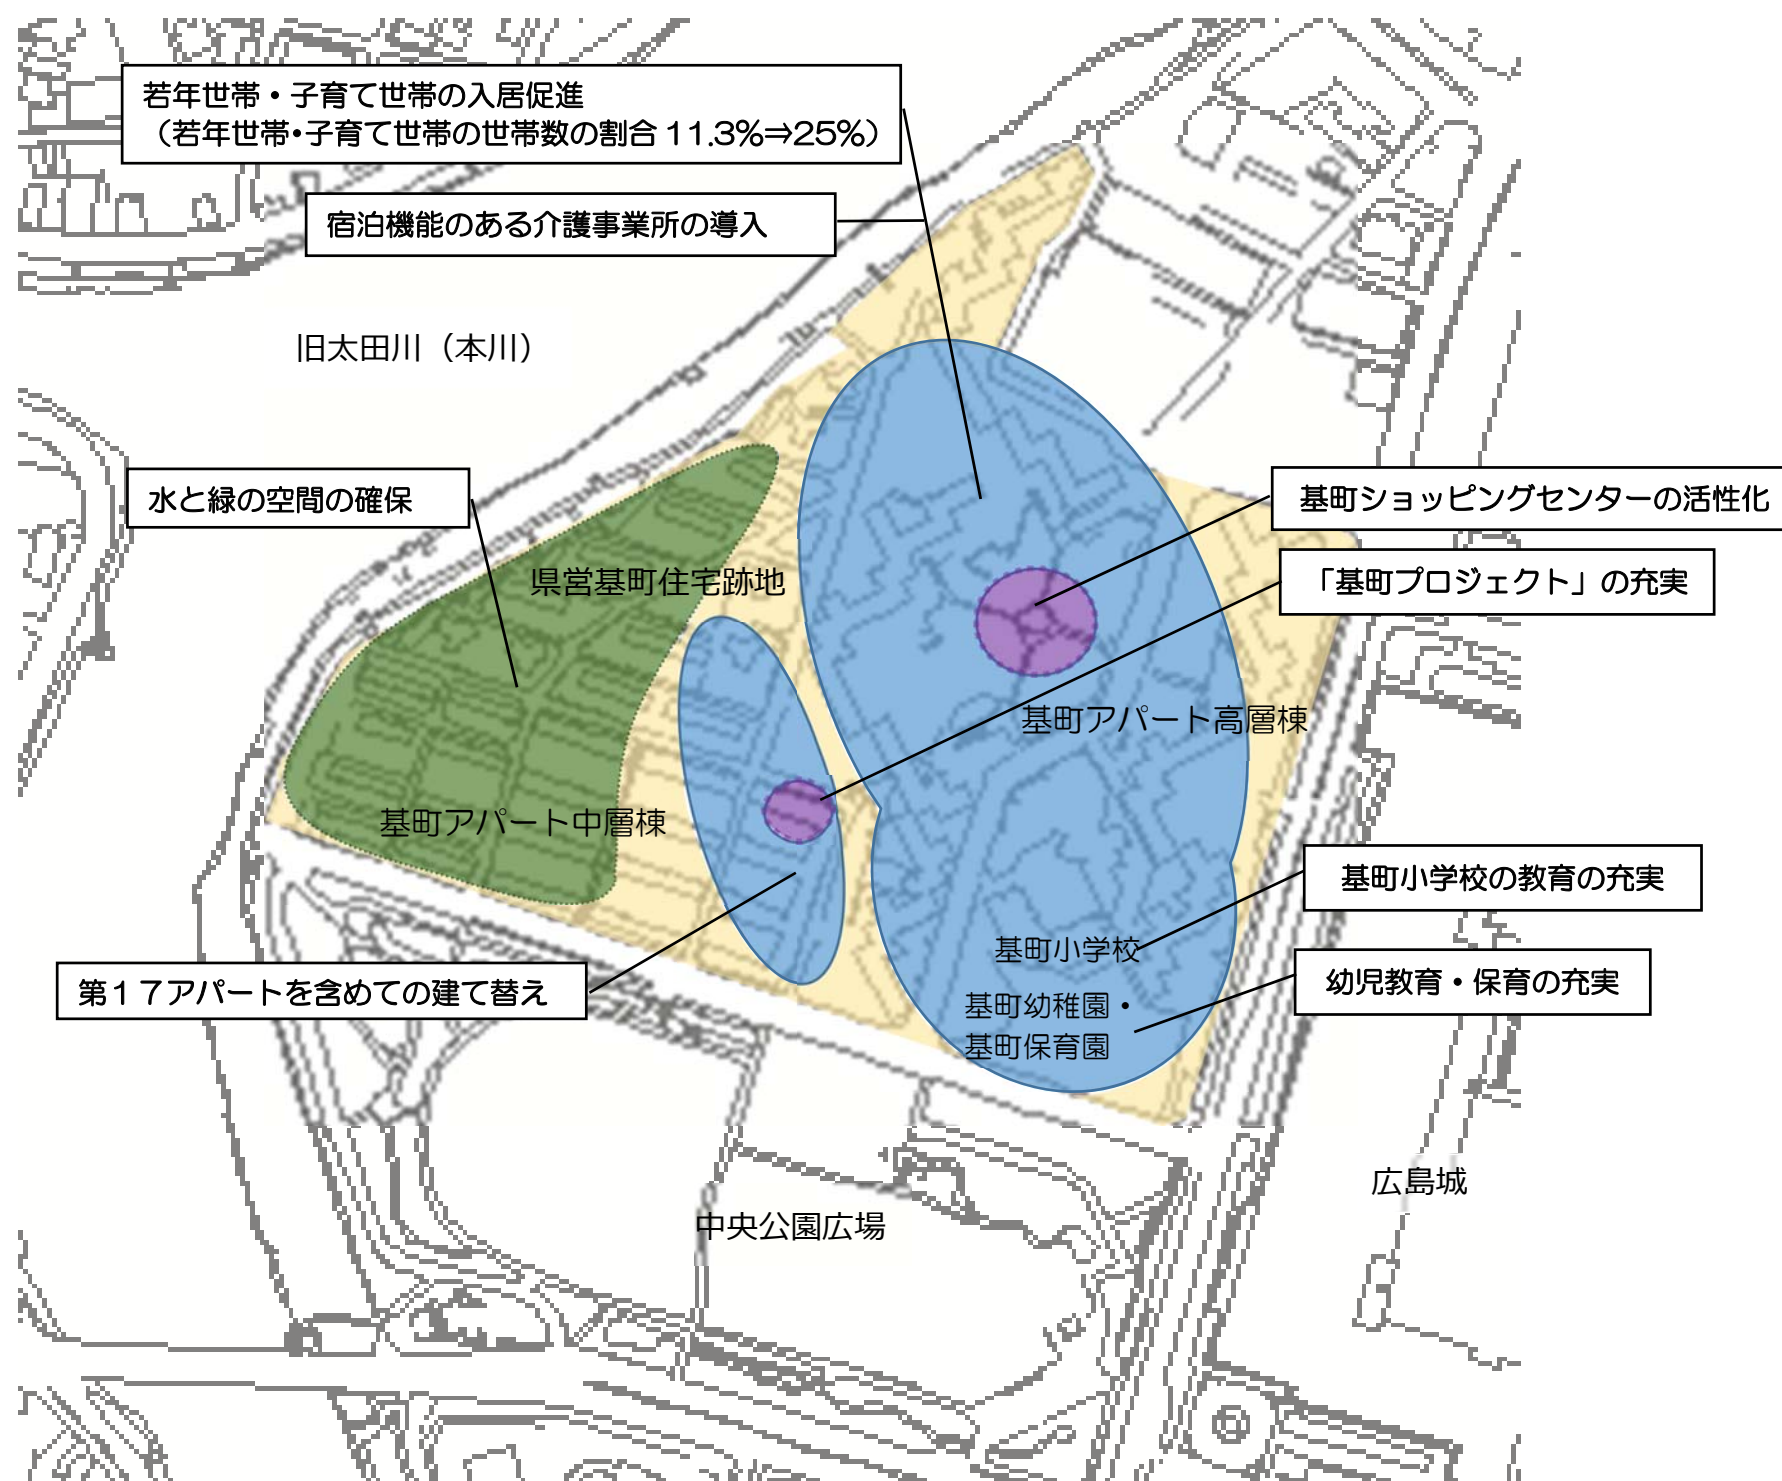 若年世帯・子育て世帯の入居促進
（若年世帯・子育て世帯の世帯数の割合 11.3%⇒25%）
宿泊機能のある介護事業所の導入
旧太田川（本川）
水と緑の空間の確保
基町ショッピングセンターの活性化
県営基町住宅跡地
「基町プロジェクト」の充実
基町アパート高層棟
基町アパート中層棟
基町小学校の教育の充実
基町小学校
幼児教育・保育の充実
第１７アパートを含めての建て替え
基町幼稚園・
基町保育園
広島城
中央公園広場